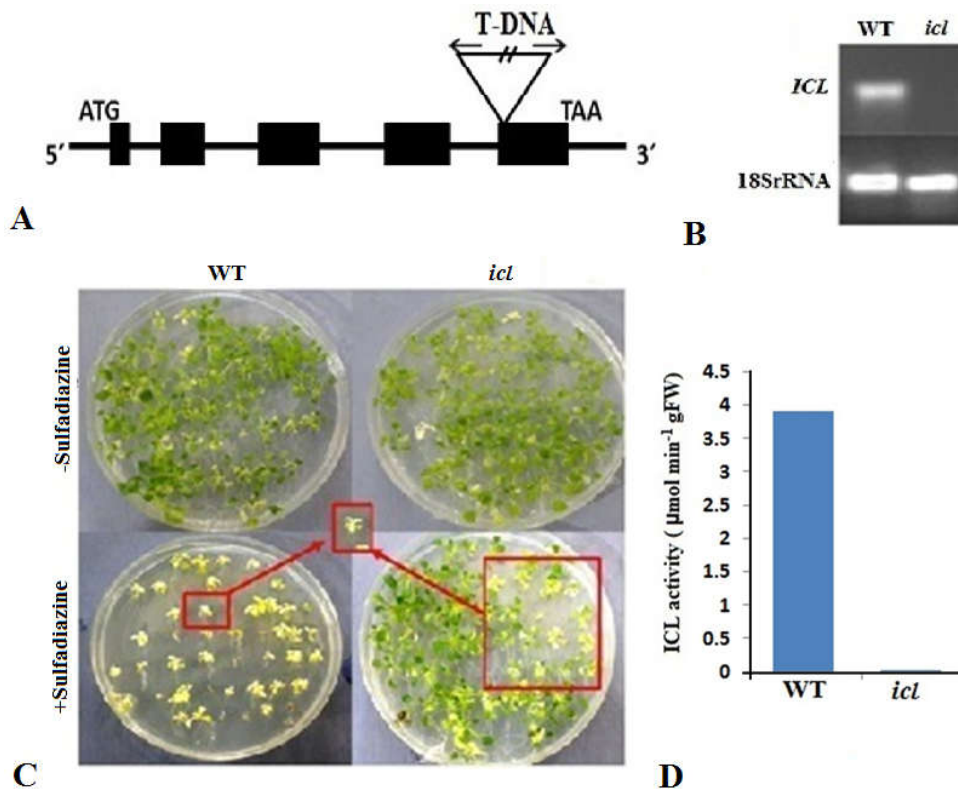 T-DNA
ATG
TAA
5′
3′
A
WT icl
ICL
18SrRNA
B
WT icl
-Sulfadiazine
+Sulfadiazine
C
ICL activity ( µmol min⁻¹ gFW)
4.5
4
3.5
3
2.5
2
1.5
1
0.5
0
WT icl
D